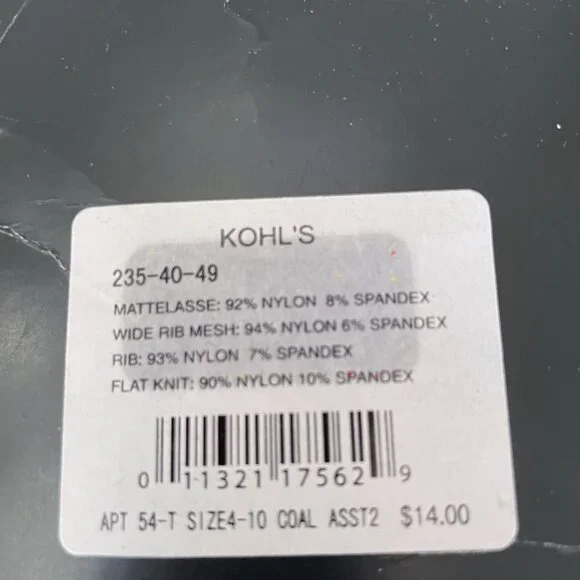 KOHL'S
235-40-49
MATTELASSE: 92% NYLON 8% SPANDEX
WIDE RIB MESH: 94% NYLON 6% SPANDEX
RIB: 93% NYLON 7% SPANDEX
FLAT KNIT: 90% NYLON 10% SPANDEX
0 11321 17562 9
APT 54-T SIZE4-10 COAL ASST2 $14.00